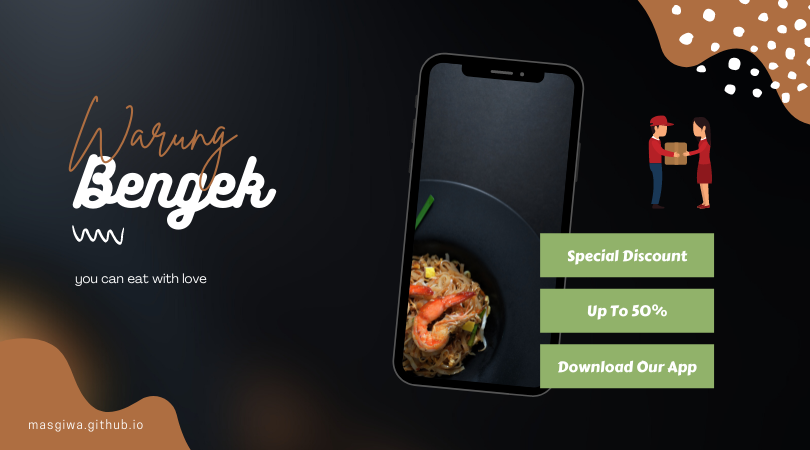 Warung
Bengek
you can eat with love
Special Discount
Up To 50%
Download Our App
masgiwa.github.io